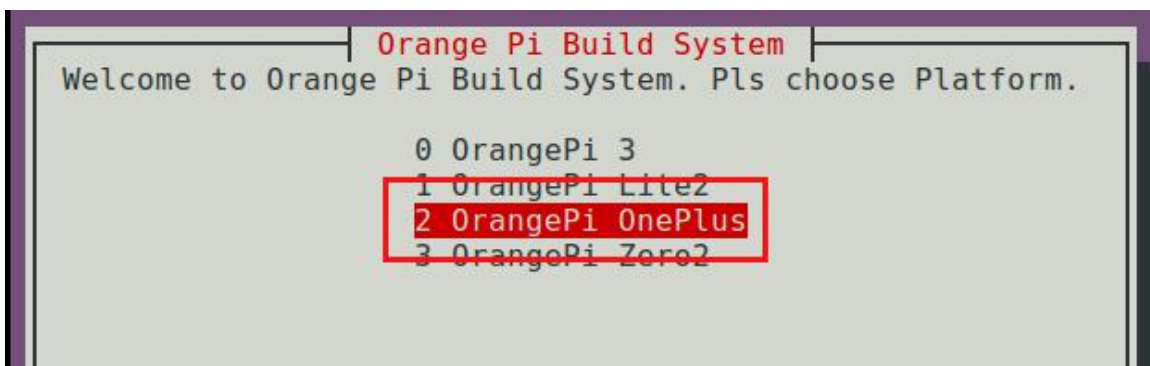 Orange Pi Build System
Welcome to Orange Pi Build System. Pls choose Platform.
0 OrangePi 3
1 OrangePi Lite2
2 OrangePi OnePlus
3 OrangePi Zero2